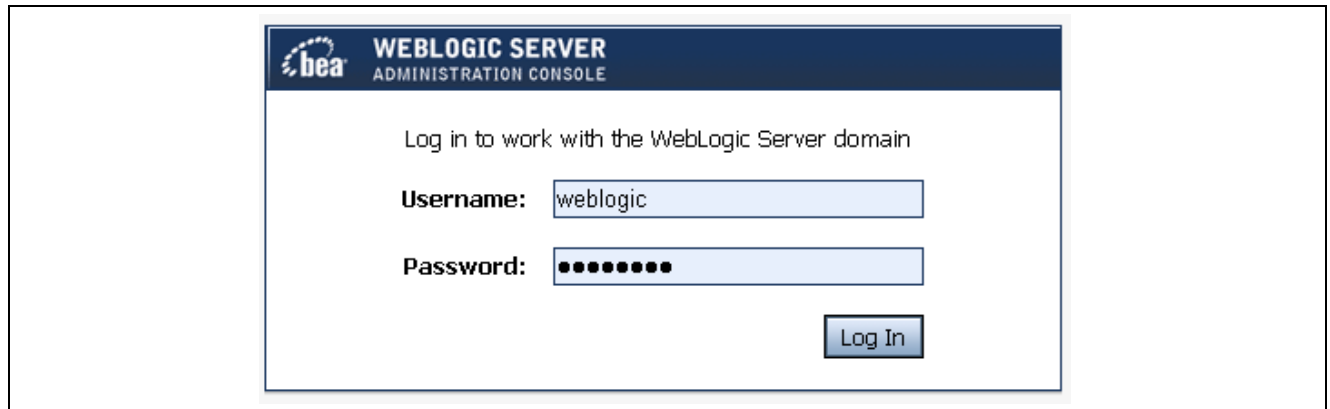 bea
WEBLOGIC SERVER
ADMINISTRATION CONSOLE
Log in to work with the WebLogic Server domain
Username: weblogic
Password: ●●●●●●●●
Log In